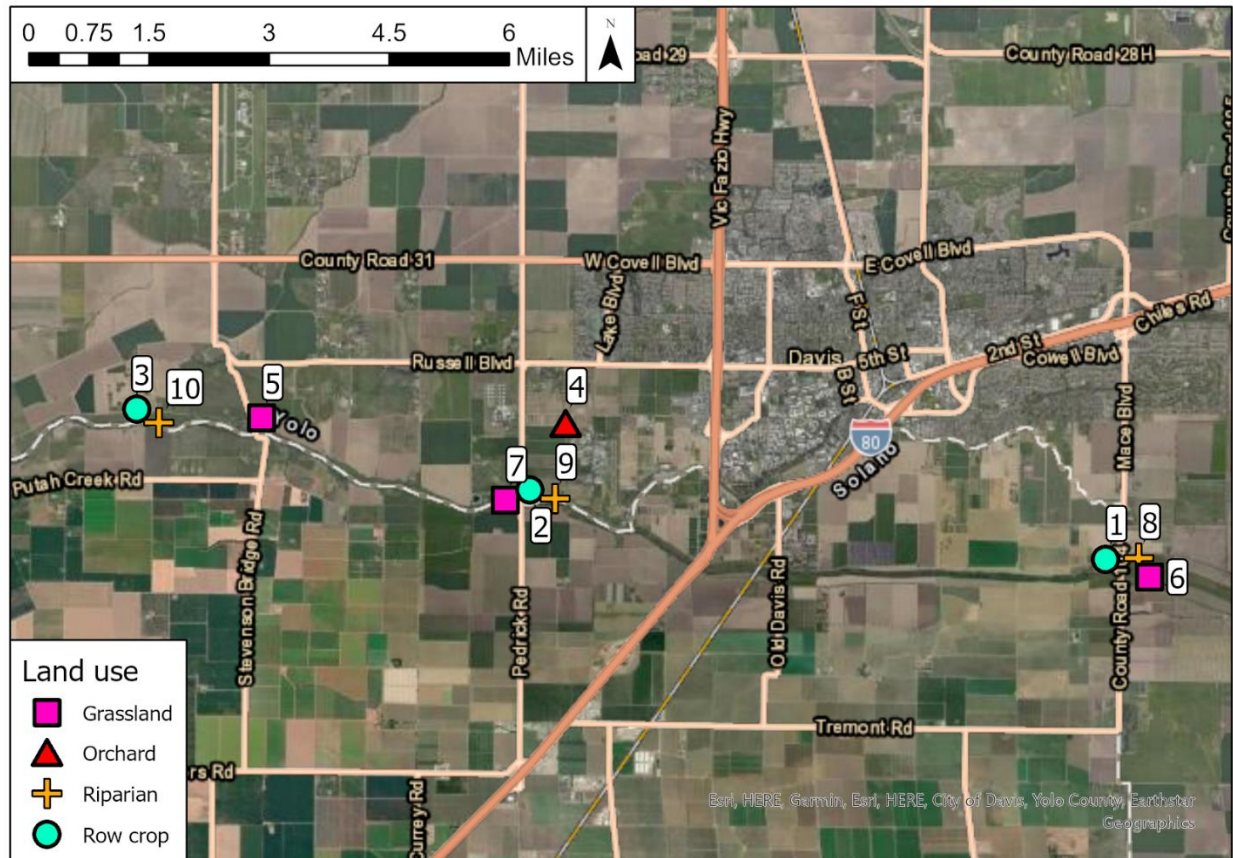 0 0.75 1.5 3 4.5 6
Miles
N
oad 29
County Road 28H
Vic Fazio Hwy
County Road 31
W Covell Blvd
E Covell Blvd
Lake Blvd
F St
Chiles Rd
2nd St
Cowell Blvd
Russell Blvd
Davis
5th St
B St
3
10
5
Yolo
4
80
Solano
Mace Blvd
Putah Creek Rd
7
9
2
1
8
6
Stevenson Bridge Rd
Pedrick Rd
Old Davis Rd
County Road
Tremont Rd
rs Rd
Currey Rd
Land use
Grassland
Orchard
Riparian
Row crop
Esri, HERE, Garmin, Esri, HERE, City of Davis, Yolo County, Earthstar
Geographics